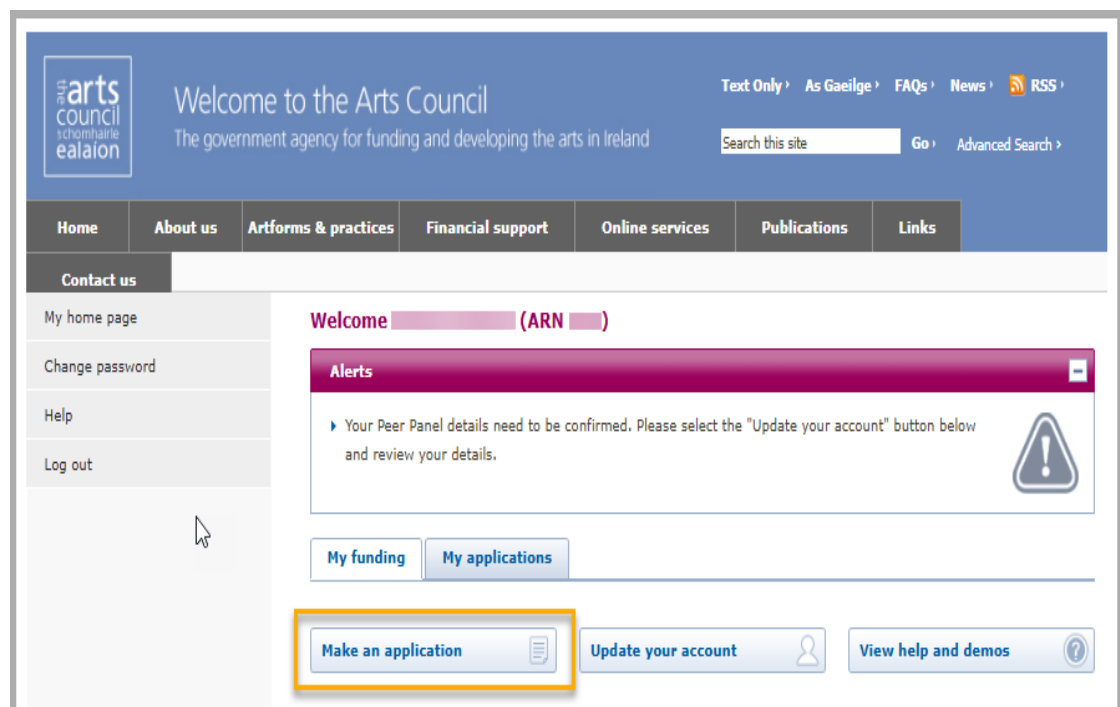 the arts
council
schomhairle
ealaíon
Welcome to the Arts Council
The government agency for funding and developing the arts in Ireland
Text Only › As Gaeilge › FAQs › News › RSS ›
Search this site Go › Advanced Search ›
Home About us Artforms & practices Financial support Online services Publications Links
Contact us
My home page
Change password
Help
Log out
Welcome (ARN )
Alerts
Your Peer Panel details need to be confirmed. Please select the "Update your account" button below
and review your details.
My funding My applications
Make an application Update your account View help and demos